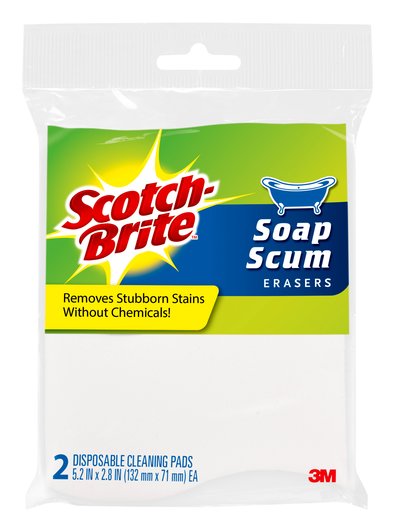 Scotch-
Brite™
Soap
Scum
ERASERS
Removes Stubborn Stains
Without Chemicals!
2 DISPOSABLE CLEANING PADS
5.2 IN x 2.8 IN (132 mm x 71 mm) EA
3M